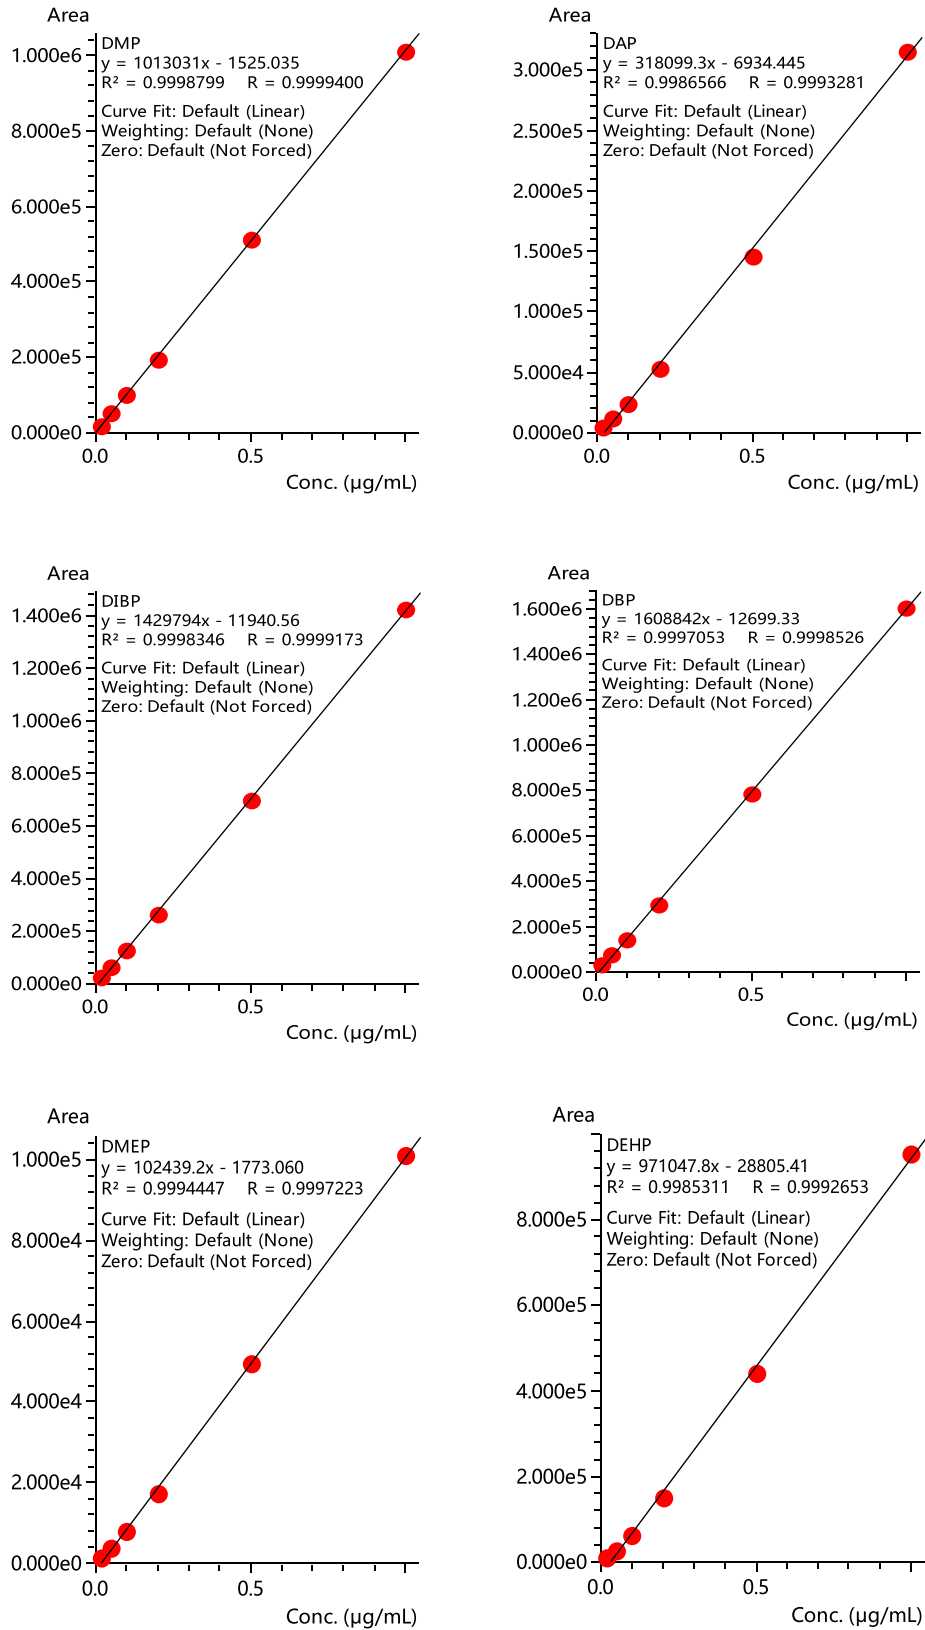 Area
DMP
y = 1013031x - 1525.035
R² = 0.9998799 R = 0.9999400
Curve Fit: Default (Linear)
Weighting: Default (None)
Zero: Default (Not Forced)
1.000e6
8.000e5
6.000e5
4.000e5
2.000e5
0.000e0
0.0 0.5
Conc. (µg/mL)
Area
DAP
y = 318099.3x - 6934.445
R² = 0.9986566 R = 0.9993281
Curve Fit: Default (Linear)
Weighting: Default (None)
Zero: Default (Not Forced)
3.000e5
2.500e5
2.000e5
1.500e5
1.000e5
5.000e4
0.000e0
0.0 0.5
Conc. (µg/mL)
Area
DIBP
y = 1429794x - 11940.56
R² = 0.9998346 R = 0.9999173
Curve Fit: Default (Linear)
Weighting: Default (None)
Zero: Default (Not Forced)
1.400e6
1.200e6
1.000e6
8.000e5
6.000e5
4.000e5
2.000e5
0.000e0
0.0 0.5
Conc. (µg/mL)
Area
DBP
y = 1608842x - 12699.33
R² = 0.9997053 R = 0.9998526
Curve Fit: Default (Linear)
Weighting: Default (None)
Zero: Default (Not Forced)
1.600e6
1.400e6
1.200e6
1.000e6
8.000e5
6.000e5
4.000e5
2.000e5
0.000e0
0.0 0.5
Conc. (µg/mL)
Area
DMEP
y = 102439.2x - 1773.060
R² = 0.9994447 R = 0.9997223
Curve Fit: Default (Linear)
Weighting: Default (None)
Zero: Default (Not Forced)
1.000e5
8.000e4
6.000e4
4.000e4
2.000e4
0.000e0
0.0 0.5
Conc. (µg/mL)
Area
DEHP
y = 971047.8x - 28805.41
R² = 0.9985311 R = 0.9992653
Curve Fit: Default (Linear)
Weighting: Default (None)
Zero: Default (Not Forced)
8.000e5
6.000e5
4.000e5
2.000e5
0.000e0
0.0 0.5
Conc. (µg/mL)